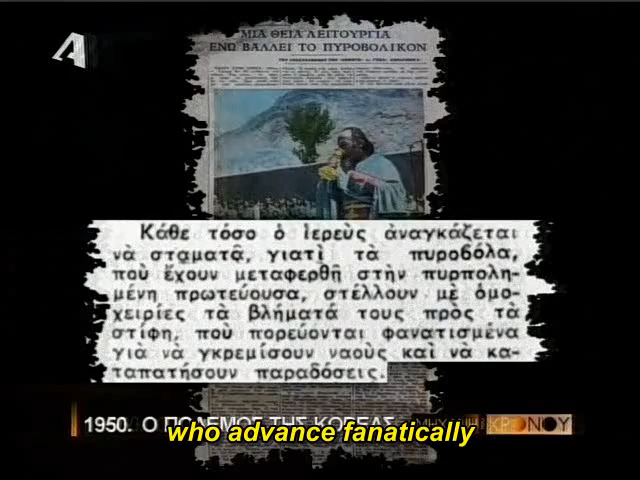 A
ΜΙΑ ΘΕΙΑ ΛΕΙΤΟΥΡΓΙΑ
ΕΝΩ ΒΑΛΛΕΙ ΤΟ ΠΥΡΟΒΟΛΙΚΟΝ
Κάθε τόσο ὁ ἱερεὺς ἀναγκάζεται
νὰ σταματᾷ, γιατὶ τὰ πυροβόλα,
ποὺ ἔχουν μεταφερθῆ στὴν πυρπολη-
μένη πρωτεύουσα, στέλλουν μὲ ὁμο-
χειρίες τὰ βλήματά τους πρὸς τὰ
στίφη, ποὺ πορεύονται φανατισμένα
γιὰ νὰ γκρεμίσουν ναοὺς καὶ νὰ κα-
ταπατήσουν παραδόσεις.
1950. Ο ΠΟΛΕΜΟΣ ΤΗΣ ΚΟΡΕΑΣ
ΧΡΟΝΟΥ
who advance fanatically